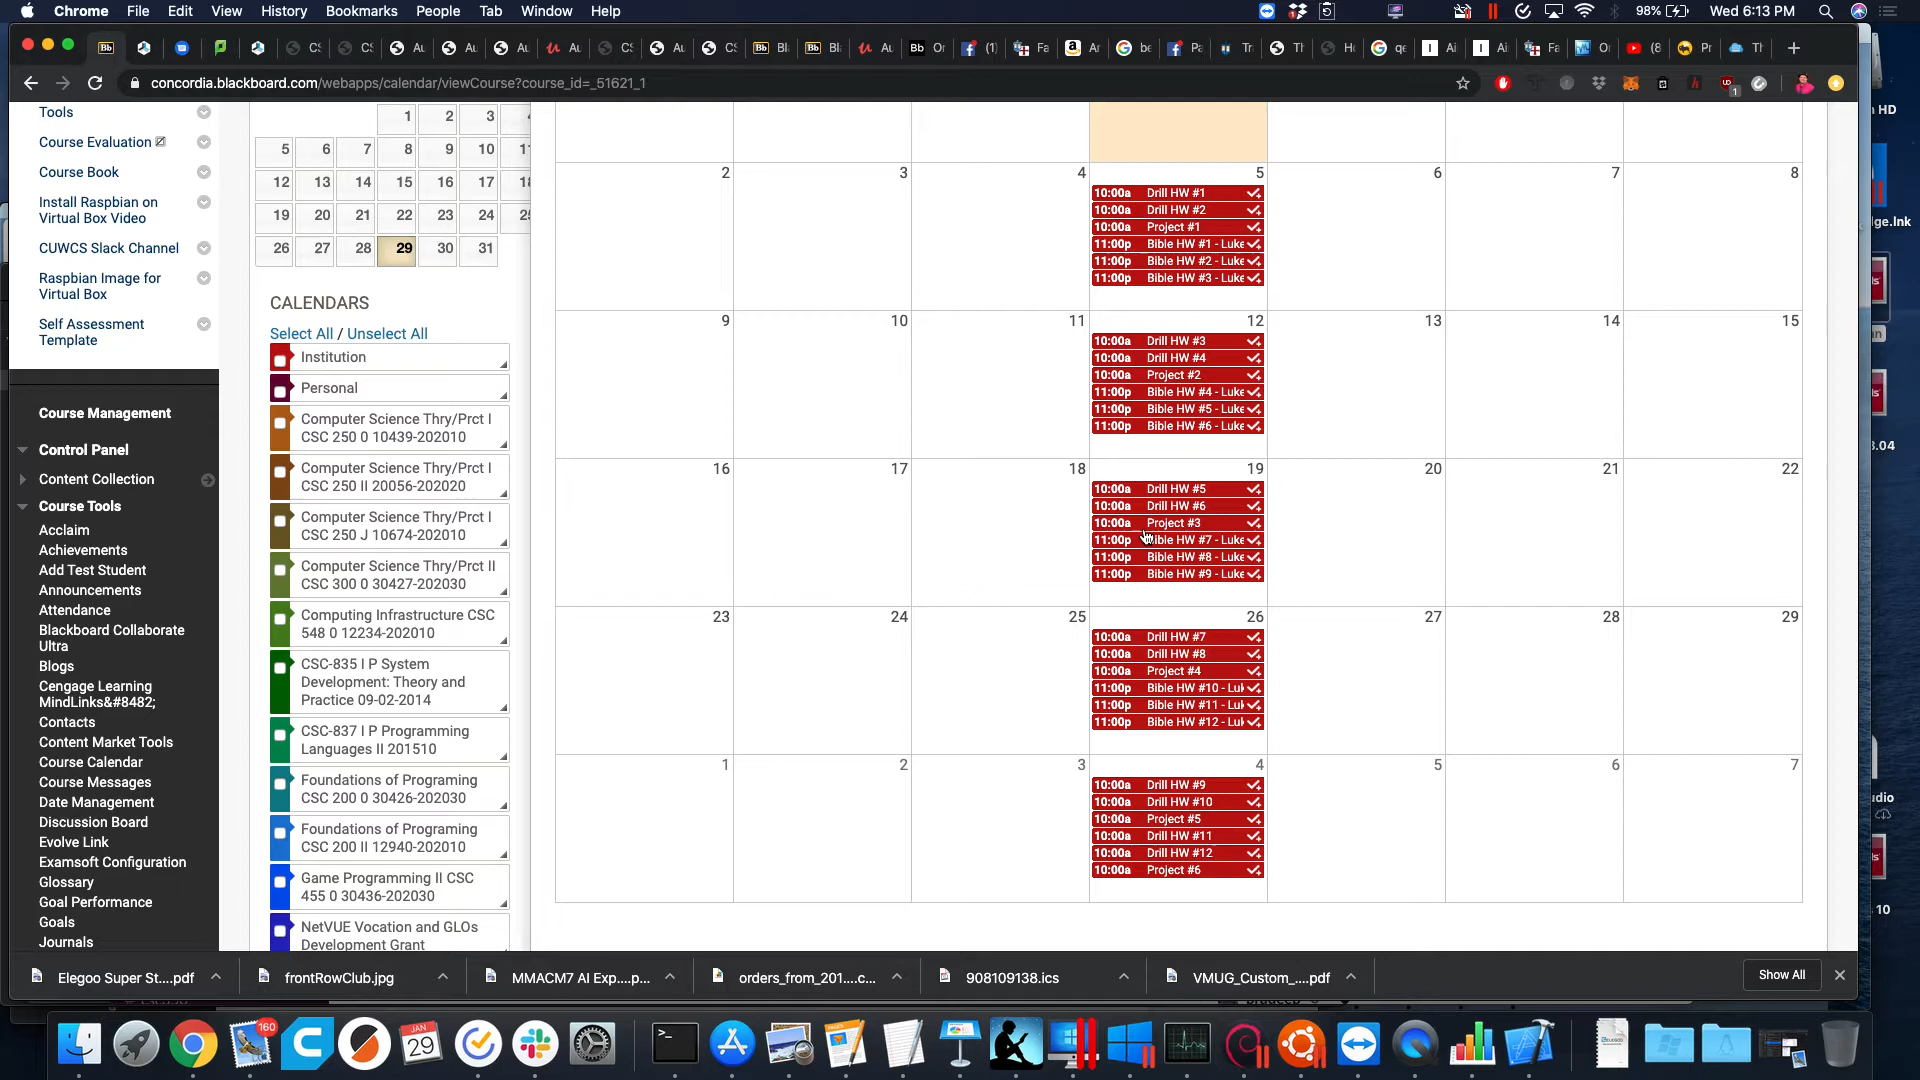 Chrome File Edit View History Bookmarks People Tab Window Help
98% Wed 6:13 PM
concordia.blackboard.com/webapps/calendar/viewCourse?course_id=_51621_1
Tools
Course Evaluation
Course Book
Install Raspbian on
Virtual Box Video
CUWCS Slack Channel
Raspbian Image for
Virtual Box
Self Assessment
Template
Course Management
Control Panel
Content Collection
Course Tools
Acclaim
Achievements
Add Test Student
Announcements
Attendance
Blackboard Collaborate
Ultra
Blogs
Cengage Learning
MindLinks&#8482;
Contacts
Content Market Tools
Course Calendar
Course Messages
Date Management
Discussion Board
Evolve Link
Examsoft Configuration
Glossary
Goal Performance
Goals
Journals
1 2 3
5 6 7 8 9 10
12 13 14 15 16 17
19 20 21 22 23 24
26 27 28 29 30 31
CALENDARS
Select All / Unselect All
Institution
Personal
Computer Science Thry/Prct I
CSC 250 0 10439-202010
Computer Science Thry/Prct I
CSC 250 II 20056-202020
Computer Science Thry/Prct I
CSC 250 J 10674-202010
Computer Science Thry/Prct II
CSC 300 0 30427-202030
Computing Infrastructure CSC
548 0 12234-202010
CSC-835 I P System
Development: Theory and
Practice 09-02-2014
CSC-837 I P Programming
Languages II 201510
Foundations of Programing
CSC 200 0 30426-202030
Foundations of Programing
CSC 200 II 12940-202010
Game Programming II CSC
455 0 30436-202030
NetVUE Vocation and GLOs
Development Grant
2 3 4 5 6 7 8
10:00a Drill HW #1
10:00a Drill HW #2
10:00a Project #1
11:00p Bible HW #1 - Luke
11:00p Bible HW #2 - Luke
11:00p Bible HW #3 - Luke
9 10 11 12 13 14 15
10:00a Drill HW #3
10:00a Drill HW #4
10:00a Project #2
11:00p Bible HW #4 - Luke
11:00p Bible HW #5 - Luke
11:00p Bible HW #6 - Luke
16 17 18 19 20 21 22
10:00a Drill HW #5
10:00a Drill HW #6
10:00a Project #3
11:00p Bible HW #7 - Luke
11:00p Bible HW #8 - Luke
11:00p Bible HW #9 - Luke
23 24 25 26 27 28 29
10:00a Drill HW #7
10:00a Drill HW #8
10:00a Project #4
11:00p Bible HW #10 - Luk
11:00p Bible HW #11 - Luk
11:00p Bible HW #12 - Luk
1 2 3 4 5 6 7
10:00a Drill HW #9
10:00a Drill HW #10
10:00a Project #5
10:00a Drill HW #11
10:00a Drill HW #12
10:00a Project #6
Elegoo Super St....pdf frontRowClub.jpg MMACM7 AI Exp....p... orders_from_201....c... 908109138.ics VMUG_Custom_....pdf Show All
160 JAN 29